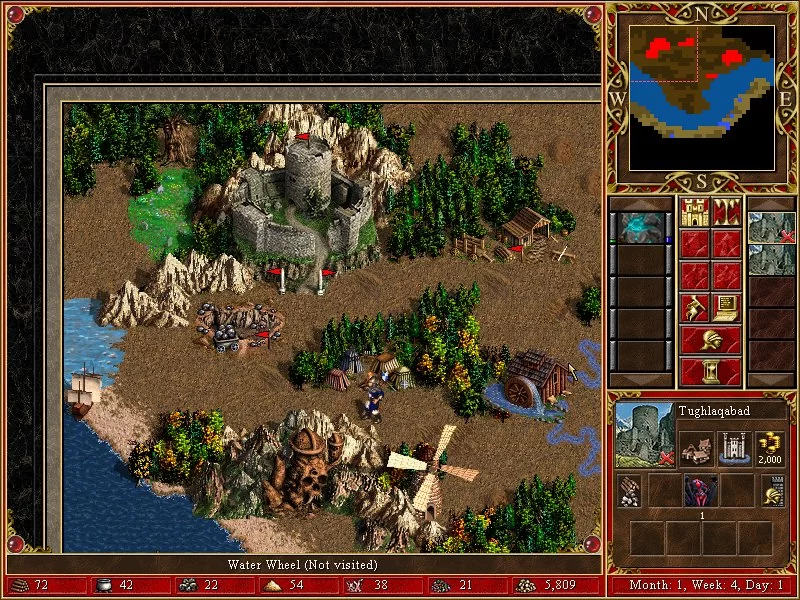 N
W
E
S
Tughlaqabad
2,000
1
Water Wheel (Not visited)
72 42 22 54 38 21 5,809 Month: 1, Week: 4, Day: 1